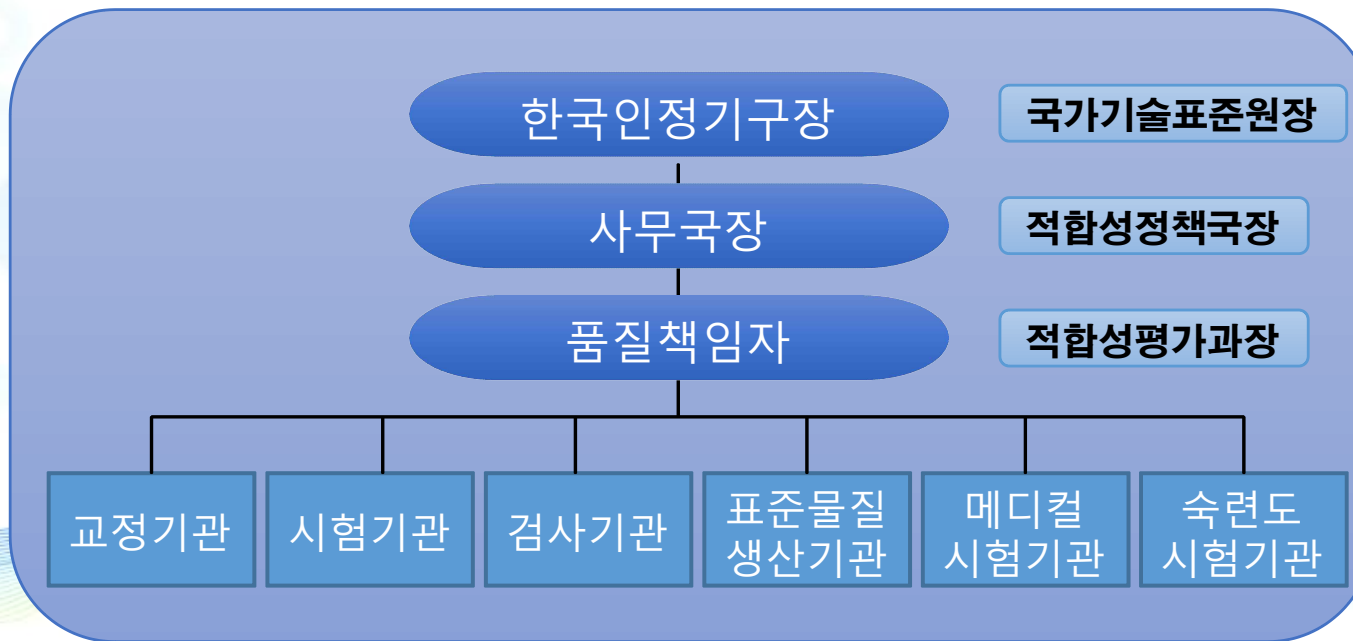 한국인정기구장
국가기술표준원장
사무국장
적합성정책국장
품질책임자
적합성평가과장
교정기관
시험기관
검사기관
표준물질
생산기관
메디컬
시험기관
숙련도
시험기관